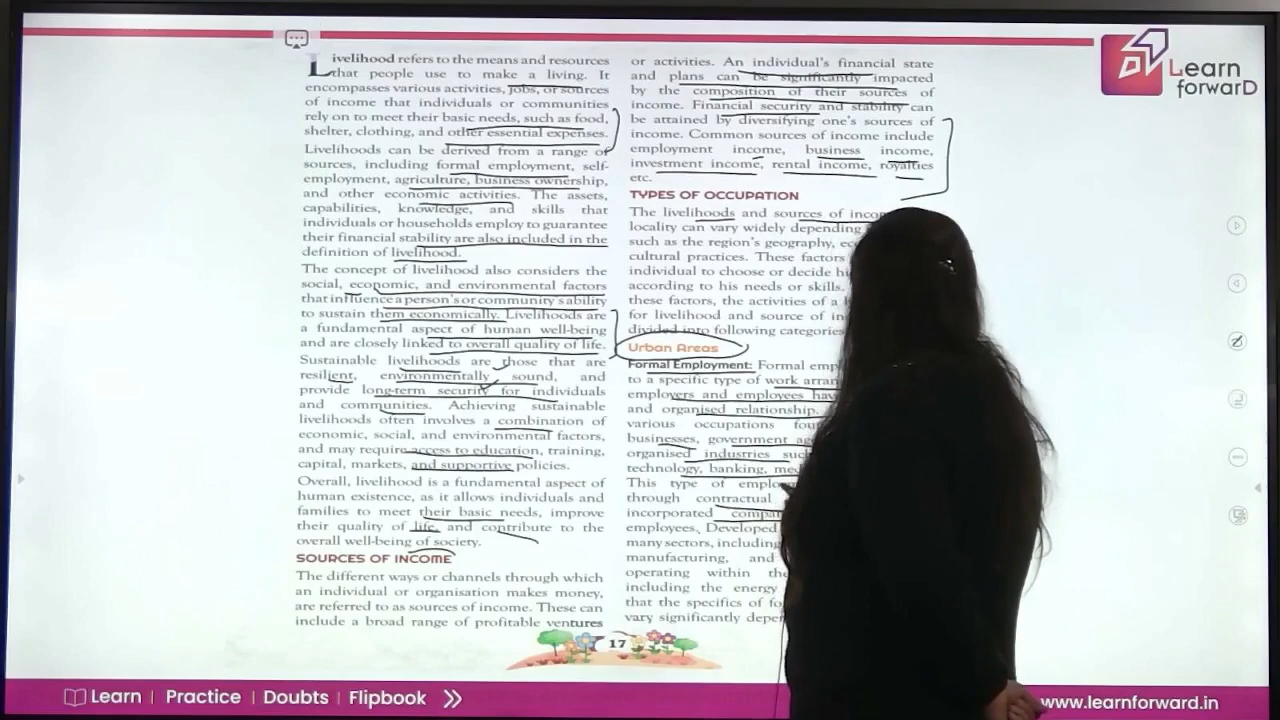 Livelihood refers to the means and resources
that people use to make a living. It
encompasses various activities, jobs, or sources
of income that individuals or communities
rely on to meet their basic needs, such as food,
shelter, clothing, and other essential expenses.
Livelihoods can be derived from a range of
sources, including formal employment, self-
employment, agriculture, business ownership,
and other economic activities. The assets,
capabilities, knowledge, and skills that
individuals or households employ to guarantee
their financial stability are also included in the
definition of livelihood.
The concept of livelihood also considers the
social, economic, and environmental factors
that influence a person's or community's ability
to sustain them economically. Livelihoods are
a fundamental aspect of human well-being
and are closely linked to overall quality of life.
Sustainable livelihoods are those that are
resilient, environmentally sound, and
provide long-term security for individuals
and communities. Achieving sustainable
livelihoods often involves a combination of
economic, social, and environmental factors,
and may require access to education, training,
capital, markets, and supportive policies.
Overall, livelihood is a fundamental aspect of
human existence, as it allows individuals and
families to meet their basic needs, improve
their quality of life, and contribute to the
overall well-being of society.
SOURCES OF INCOME
The different ways or channels through which
an individual or organisation makes money,
are referred to as sources of income. These can
include a broad range of profitable ventures
or activities. An individual's financial state
and plans can be significantly impacted
by the composition of their sources of
income. Financial security and stability can
be attained by diversifying one's sources of
income. Common sources of income include
employment income, business income,
investment income, rental income, royalties
etc.
TYPES OF OCCUPATION
The livelihoods and sources of
locality can vary widely depending
such as the region's geography,
cultural practices. These factors
individual to choose or decide
according to his needs or skills.
these factors, the activities of a
for livelihood and source of
divided into following categories
Urban Areas
Formal Employment: Formal
to a specific type of work
employers and employees
and organised relationship.
various occupations
businesses, government
organised industries
technology, banking,
This type of
through contractual
incorporated
employees. Developed
many sectors, including
manufacturing, and
operating within
including the energy
that the specifics of
vary significantly
17
Learn
forwarD
Learn | Practice | Doubts | Flipbook
www.learnforward.in